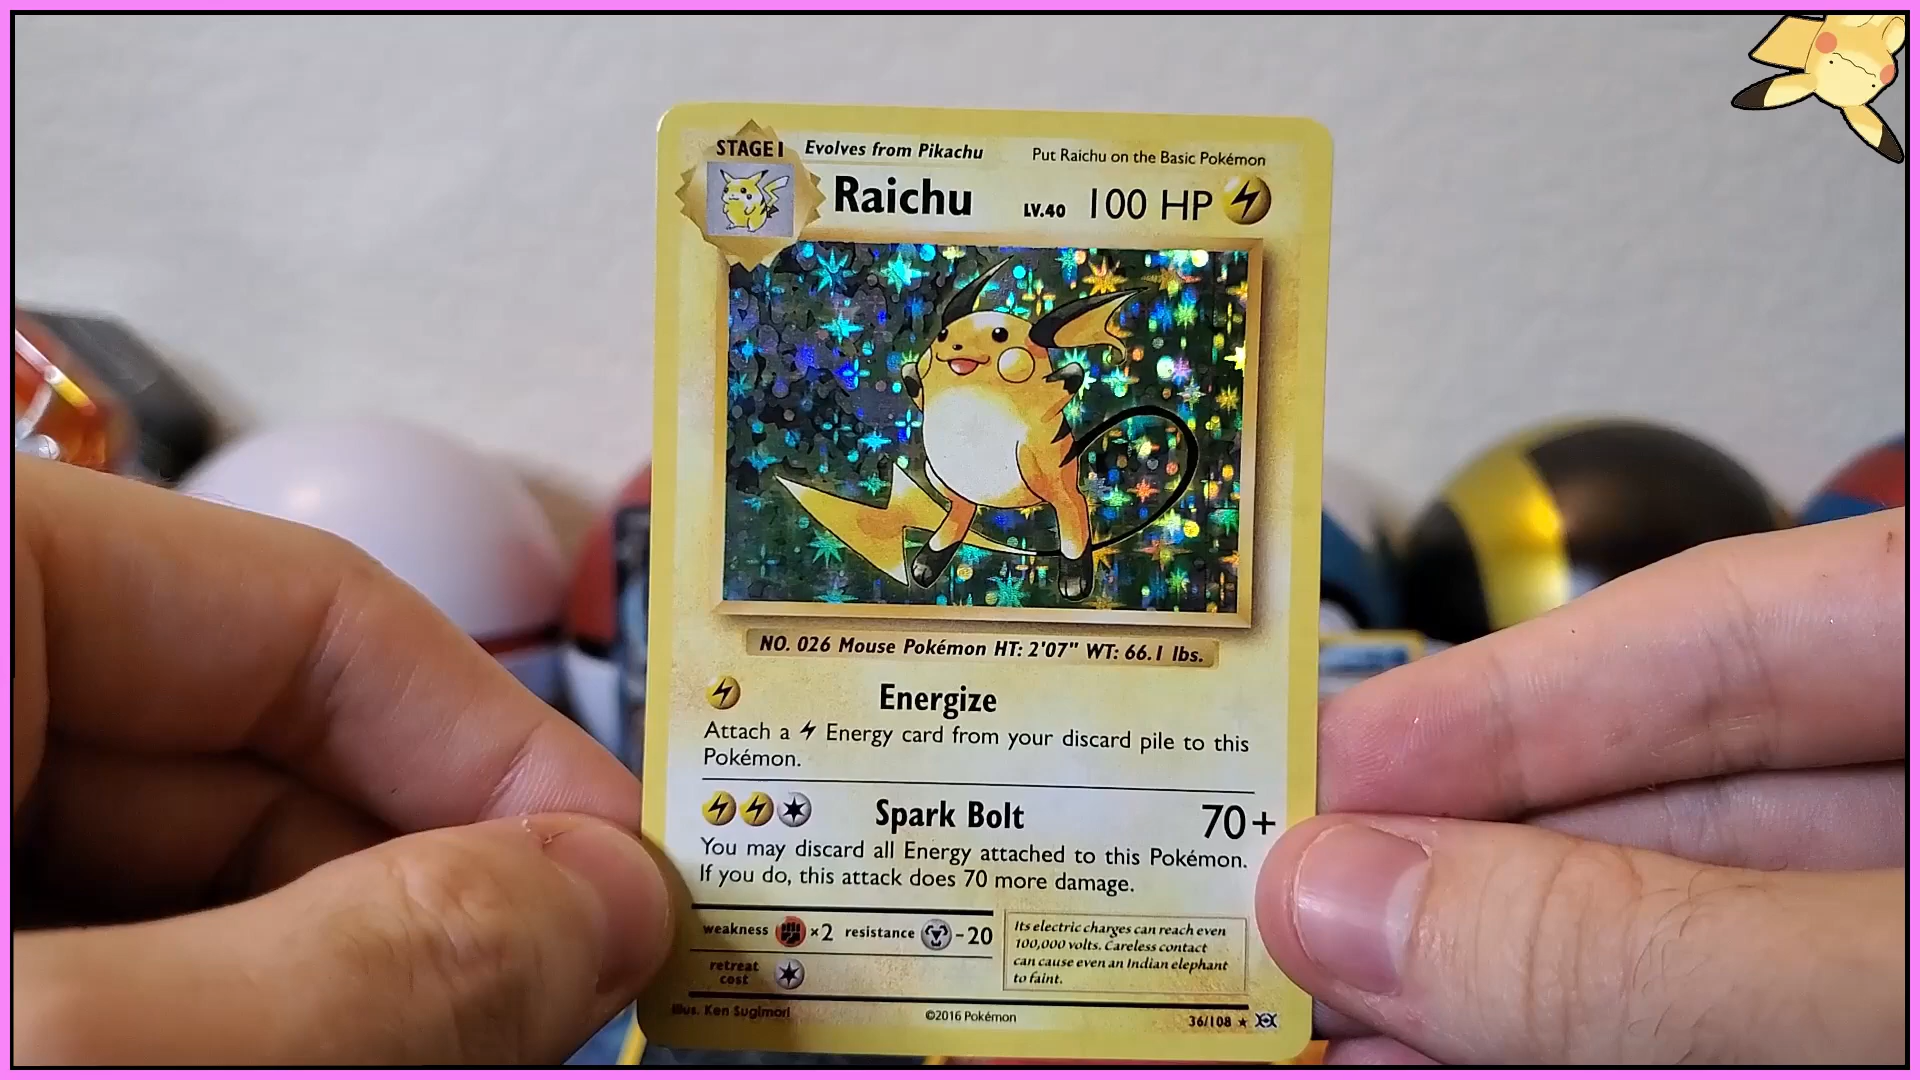 STAGE 1 Evolves from Pikachu Put Raichu on the Basic Pokémon
Raichu LV.40 100 HP
NO. 026 Mouse Pokémon HT: 2'07" WT: 66.1 lbs.
Energize
Attach a Energy card from your discard pile to this
Pokémon.
Spark Bolt 70+
You may discard all Energy attached to this Pokémon.
If you do, this attack does 70 more damage.
weakness ×2 resistance -20
retreat
cost
Its electric charges can reach even
100,000 volts. Careless contact
can cause even an Indian elephant
to faint.
Illus. Ken Sugimori ©2016 Pokémon 36/108 ★